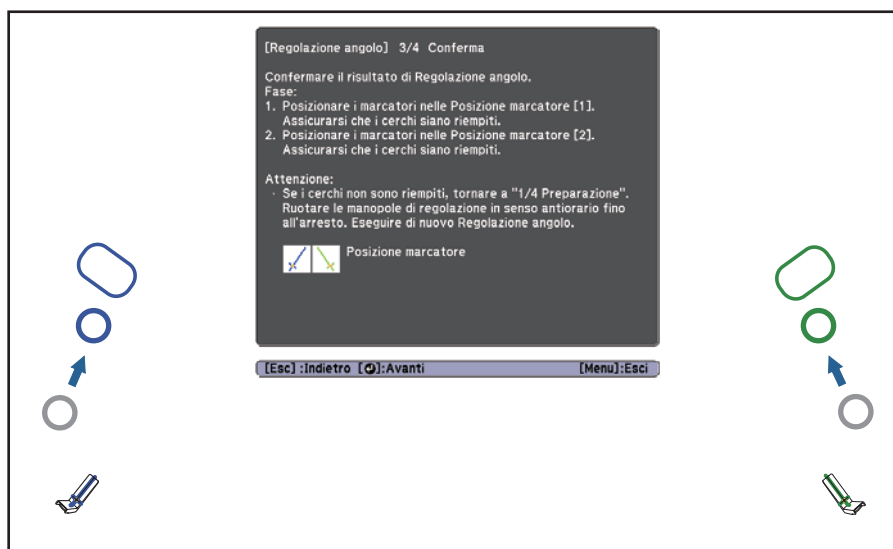 [Regolazione angolo] 3/4 Conferma
Confermare il risultato di Regolazione angolo.
Fase:
1. Posizionare i marcatori nelle Posizione marcatore [1].
Assicurarsi che i cerchi siano riempiti.
2. Posizionare i marcatori nelle Posizione marcatore [2].
Assicurarsi che i cerchi siano riempiti.
Attenzione:
· Se i cerchi non sono riempiti, tornare a "1/4 Preparazione".
Ruotare le manopole di regolazione in senso antiorario fino
all'arresto. Eseguire di nuovo Regolazione angolo.
Posizione marcatore
[Esc] :Indietro [↵]:Avanti [Menu]:Esci